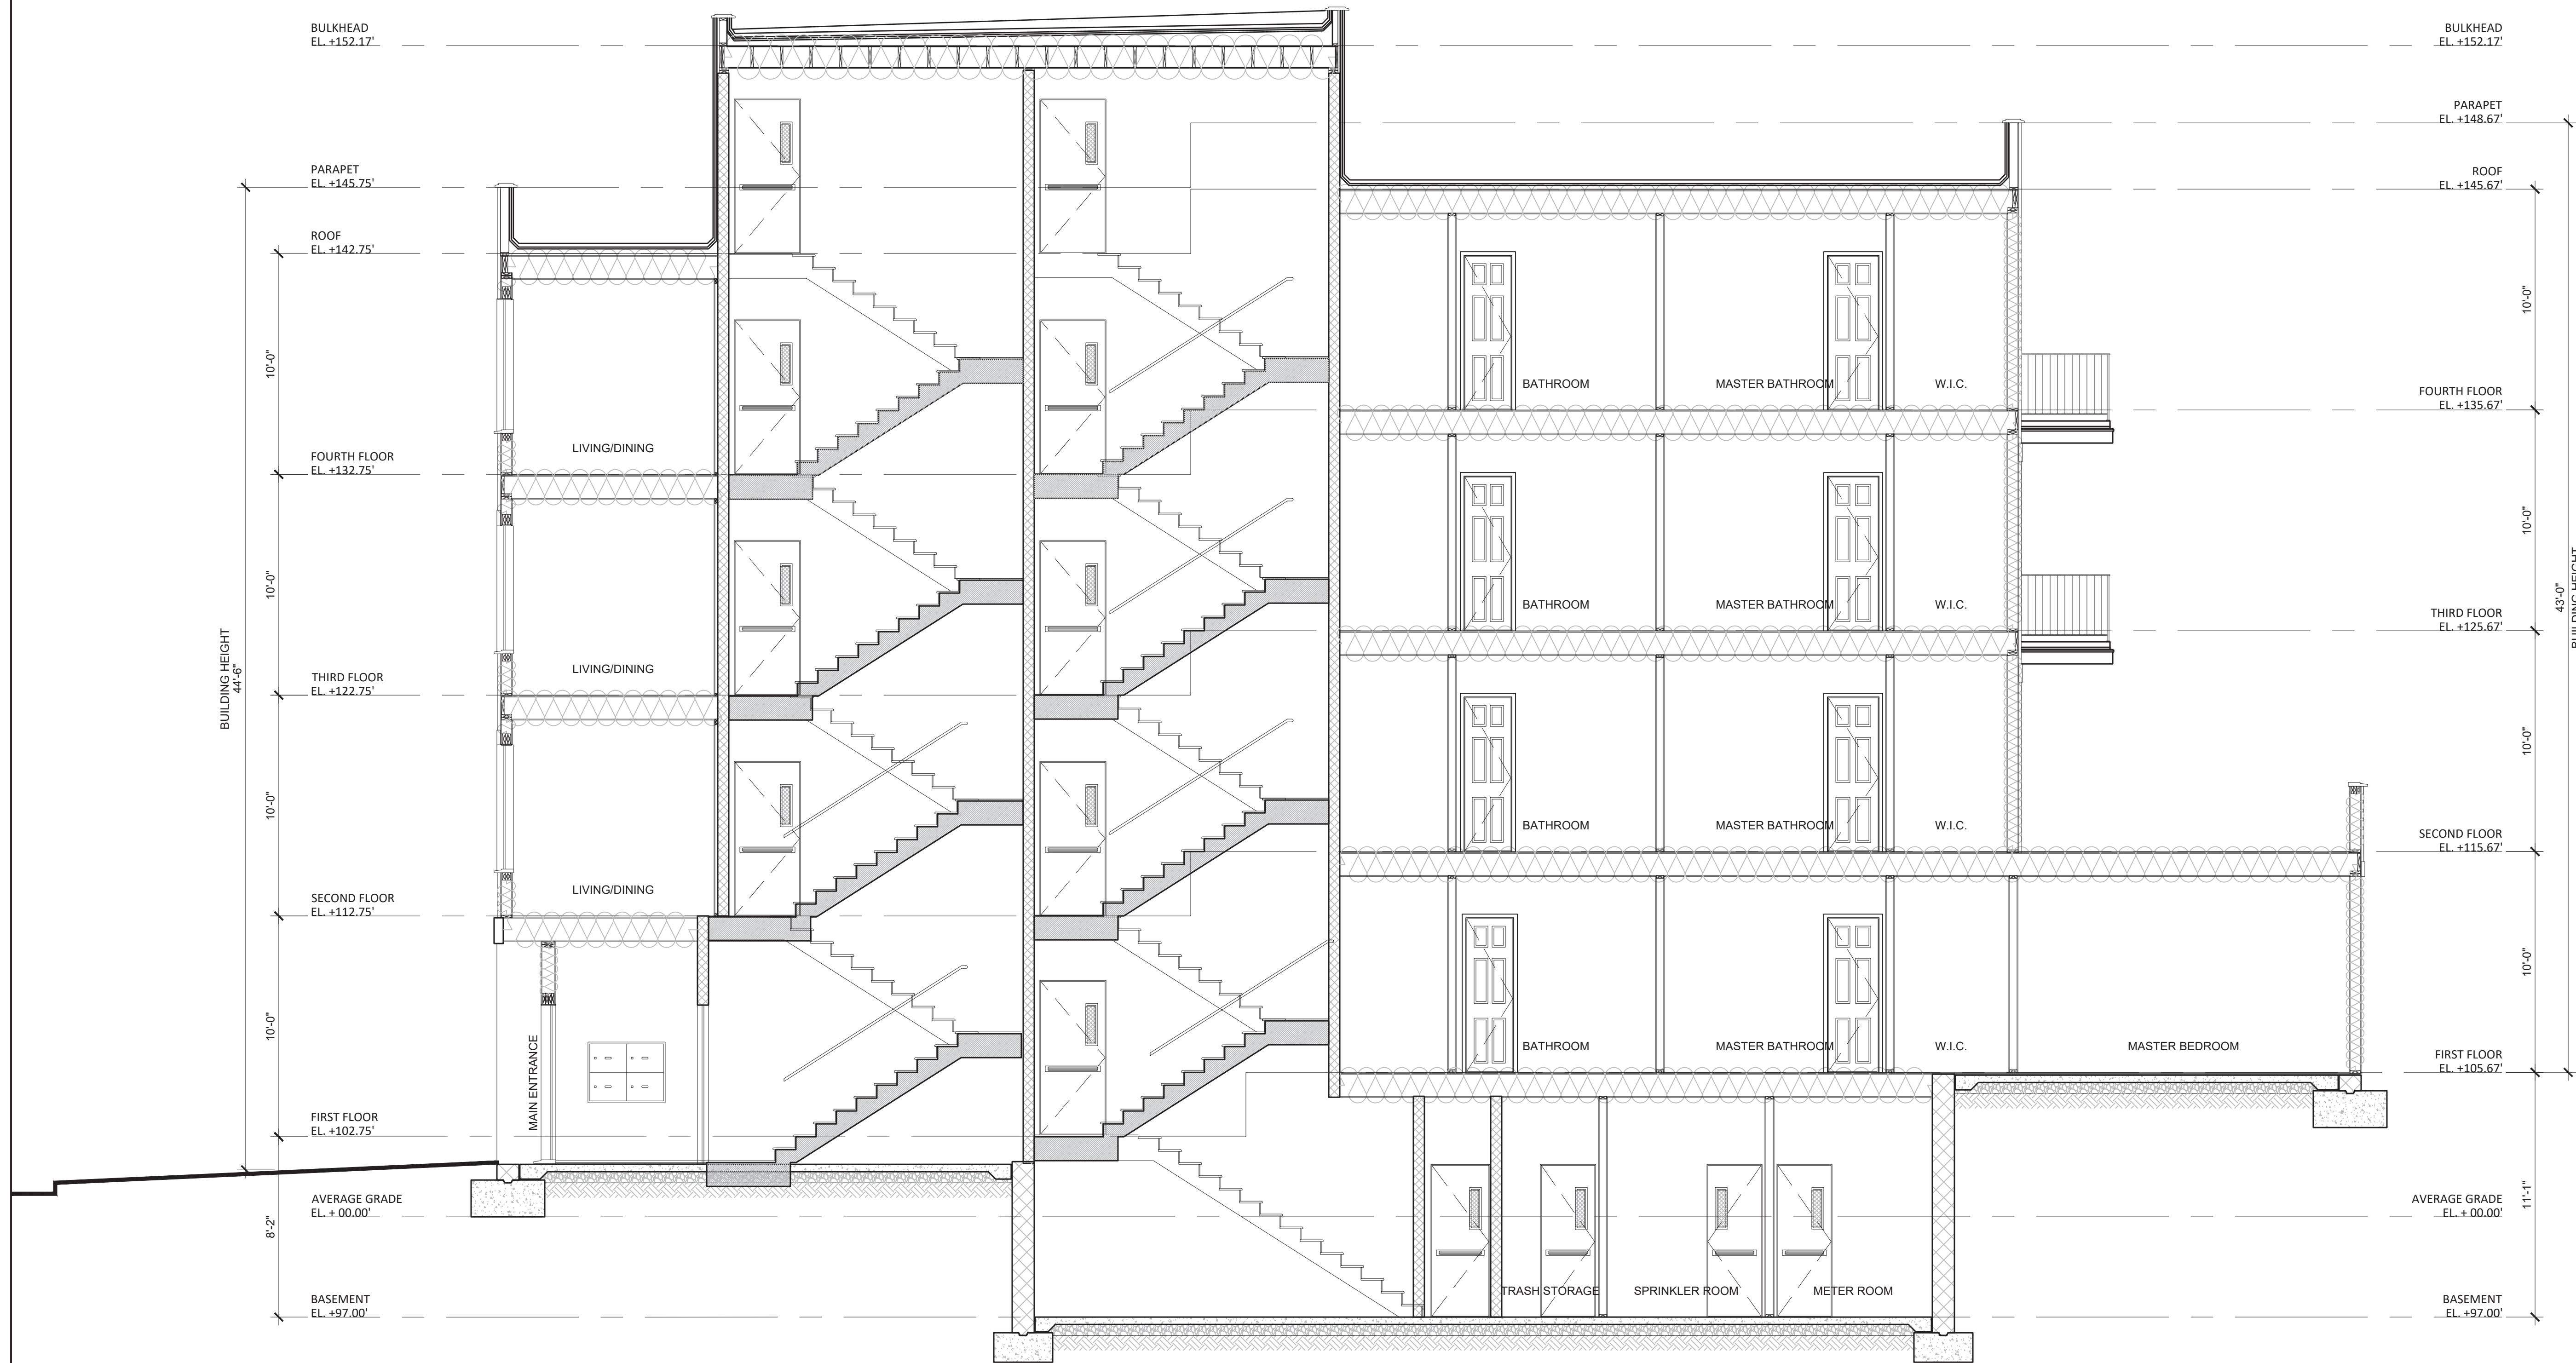 BULKHEAD
EL. +152.17'
PARAPET
EL. +145.75'
ROOF
EL. +142.75'
FOURTH FLOOR
EL. +132.75'
THIRD FLOOR
EL. +122.75'
SECOND FLOOR
EL. +112.75'
FIRST FLOOR
EL. +102.75'
AVERAGE GRADE
EL. + 00.00'
BASEMENT
EL. +97.00'
BUILDING HEIGHT
44'-6"
10'-0"
10'-0"
10'-0"
10'-0"
8'-2"
LIVING/DINING
LIVING/DINING
LIVING/DINING
MAIN ENTRANCE
BATHROOM
MASTER BATHROOM
W.I.C.
BATHROOM
MASTER BATHROOM
W.I.C.
BATHROOM
MASTER BATHROOM
W.I.C.
BATHROOM
MASTER BATHROOM
W.I.C.
MASTER BEDROOM
TRASH STORAGE
SPRINKLER ROOM
METER ROOM
BULKHEAD
EL. +152.17'
PARAPET
EL. +148.67'
ROOF
EL. +145.67'
FOURTH FLOOR
EL. +135.67'
THIRD FLOOR
EL. +125.67'
SECOND FLOOR
EL. +115.67'
FIRST FLOOR
EL. +105.67'
AVERAGE GRADE
EL. + 00.00'
BASEMENT
EL. +97.00'
10'-0"
10'-0"
10'-0"
10'-0"
11'-1"
43'-0"
BUILDING HEIGHT